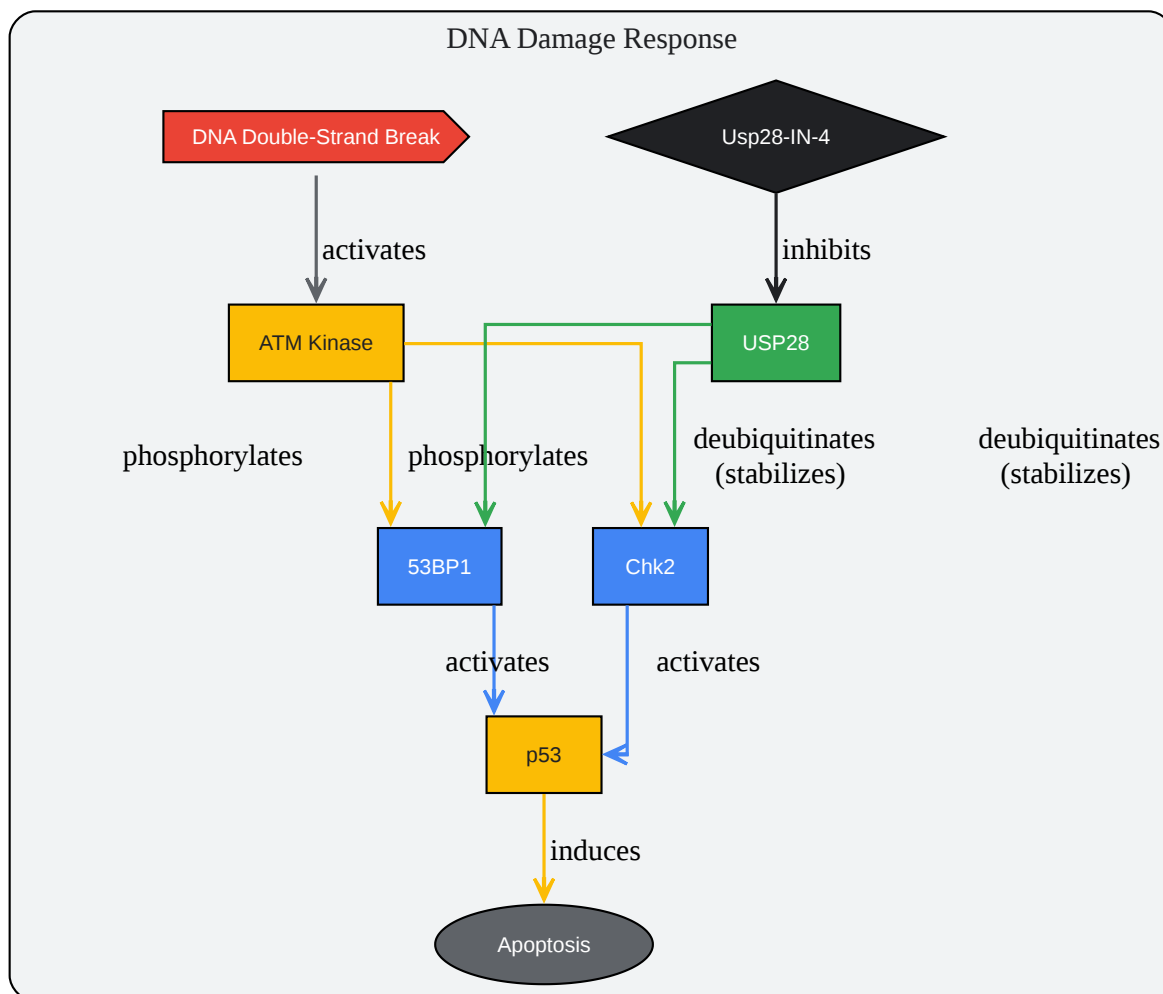 DNA Damage Response
DNA Double-Strand Break
Usp28-IN-4
activates
inhibits
ATM Kinase
USP28
phosphorylates
phosphorylates
deubiquitinates
(stabilizes)
deubiquitinates
(stabilizes)
53BP1
Chk2
activates
activates
p53
induces
Apoptosis